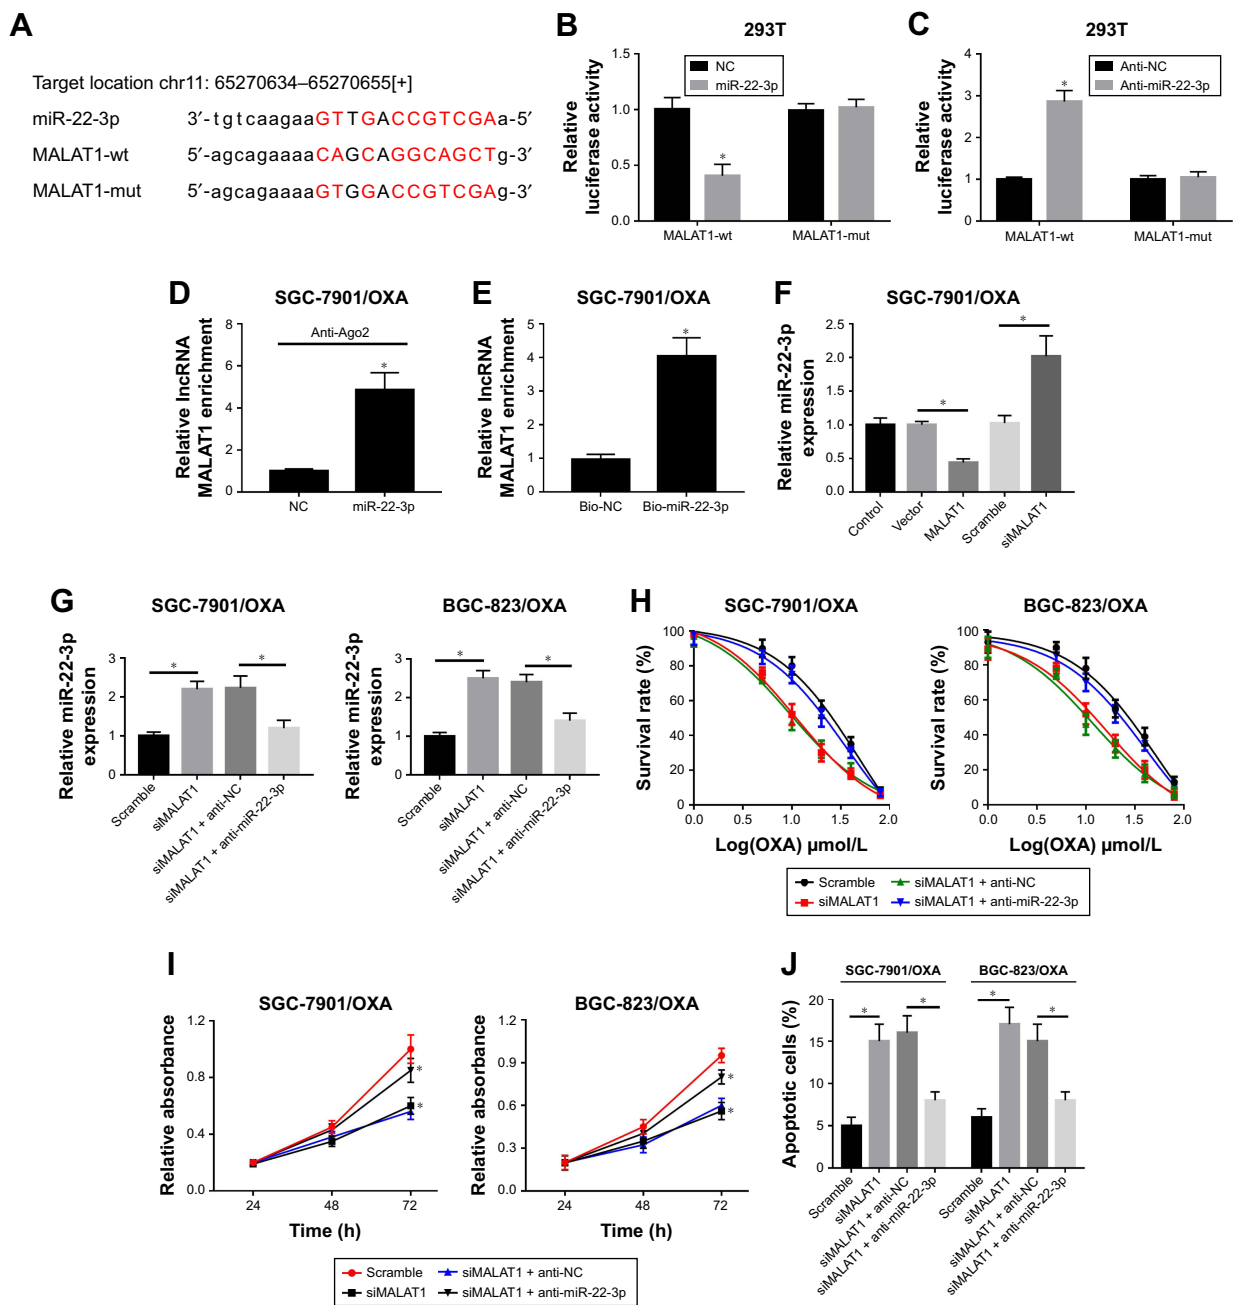 A
Target location chr11: 65270634–65270655[+]
miR-22-3p 3′-tgtcaagaaGTTGACCGTCGAa-5′
MALAT1-wt 5′-agcagaaaaCAGCAGGCAGCTg-3′
MALAT1-mut 5′-agcagaaaaGTGGACCGTCGAg-3′
B
293T
Relative
luciferase activity
1.5
1.0
0.5
0.0
NC
miR-22-3p
*
MALAT1-wt MALAT1-mut
C
293T
Relative
luciferase activity
4
3
2
1
0
Anti-NC
Anti-miR-22-3p
*
MALAT1-wt MALAT1-mut
D
SGC-7901/OXA
Relative lncRNA
MALAT1 enrichment
8
6
4
2
0
Anti-Ago2
*
NC miR-22-3p
E
SGC-7901/OXA
Relative lncRNA
MALAT1 enrichment
5
4
3
2
1
0
*
Bio-NC Bio-miR-22-3p
F
SGC-7901/OXA
Relative miR-22-3p
expression
2.5
2.0
1.5
1.0
0.5
0.0
*
*
Control
Vector
MALAT1
Scramble
siMALAT1
G
SGC-7901/OXA
Relative miR-22-3p
expression
3
2
1
0
* *
Scramble
siMALAT1
siMALAT1 + anti-NC
siMALAT1 + anti-miR-22-3p
BGC-823/OXA
Relative miR-22-3p
expression
3
2
1
0
* *
Scramble
siMALAT1
siMALAT1 + anti-NC
siMALAT1 + anti-miR-22-3p
H
SGC-7901/OXA
Survival rate (%)
100
80
60
40
20
0
0.0 0.5 1.0 1.5 2.0
Log(OXA) µmol/L
BGC-823/OXA
Survival rate (%)
100
80
60
40
20
0
0.0 0.5 1.0 1.5 2.0
Log(OXA) µmol/L
Scramble siMALAT1 + anti-NC
siMALAT1 siMALAT1 + anti-miR-22-3p
I
SGC-7901/OXA
Relative absorbance
1.2
0.8
0.4
0.0
*
*
24 48 72
Time (h)
BGC-823/OXA
Relative absorbance
1.2
0.9
0.6
0.3
0.0
*
*
24 48 72
Time (h)
Scramble siMALAT1 + anti-NC
siMALAT1 siMALAT1 + anti-miR-22-3p
J
SGC-7901/OXA BGC-823/OXA
Apoptotic cells (%)
20
15
10
5
0
* * * *
Scramble
siMALAT1
siMALAT1 + anti-NC
siMALAT1 + anti-miR-22-3p
Scramble
siMALAT1
siMALAT1 + anti-NC
siMALAT1 + anti-miR-22-3p